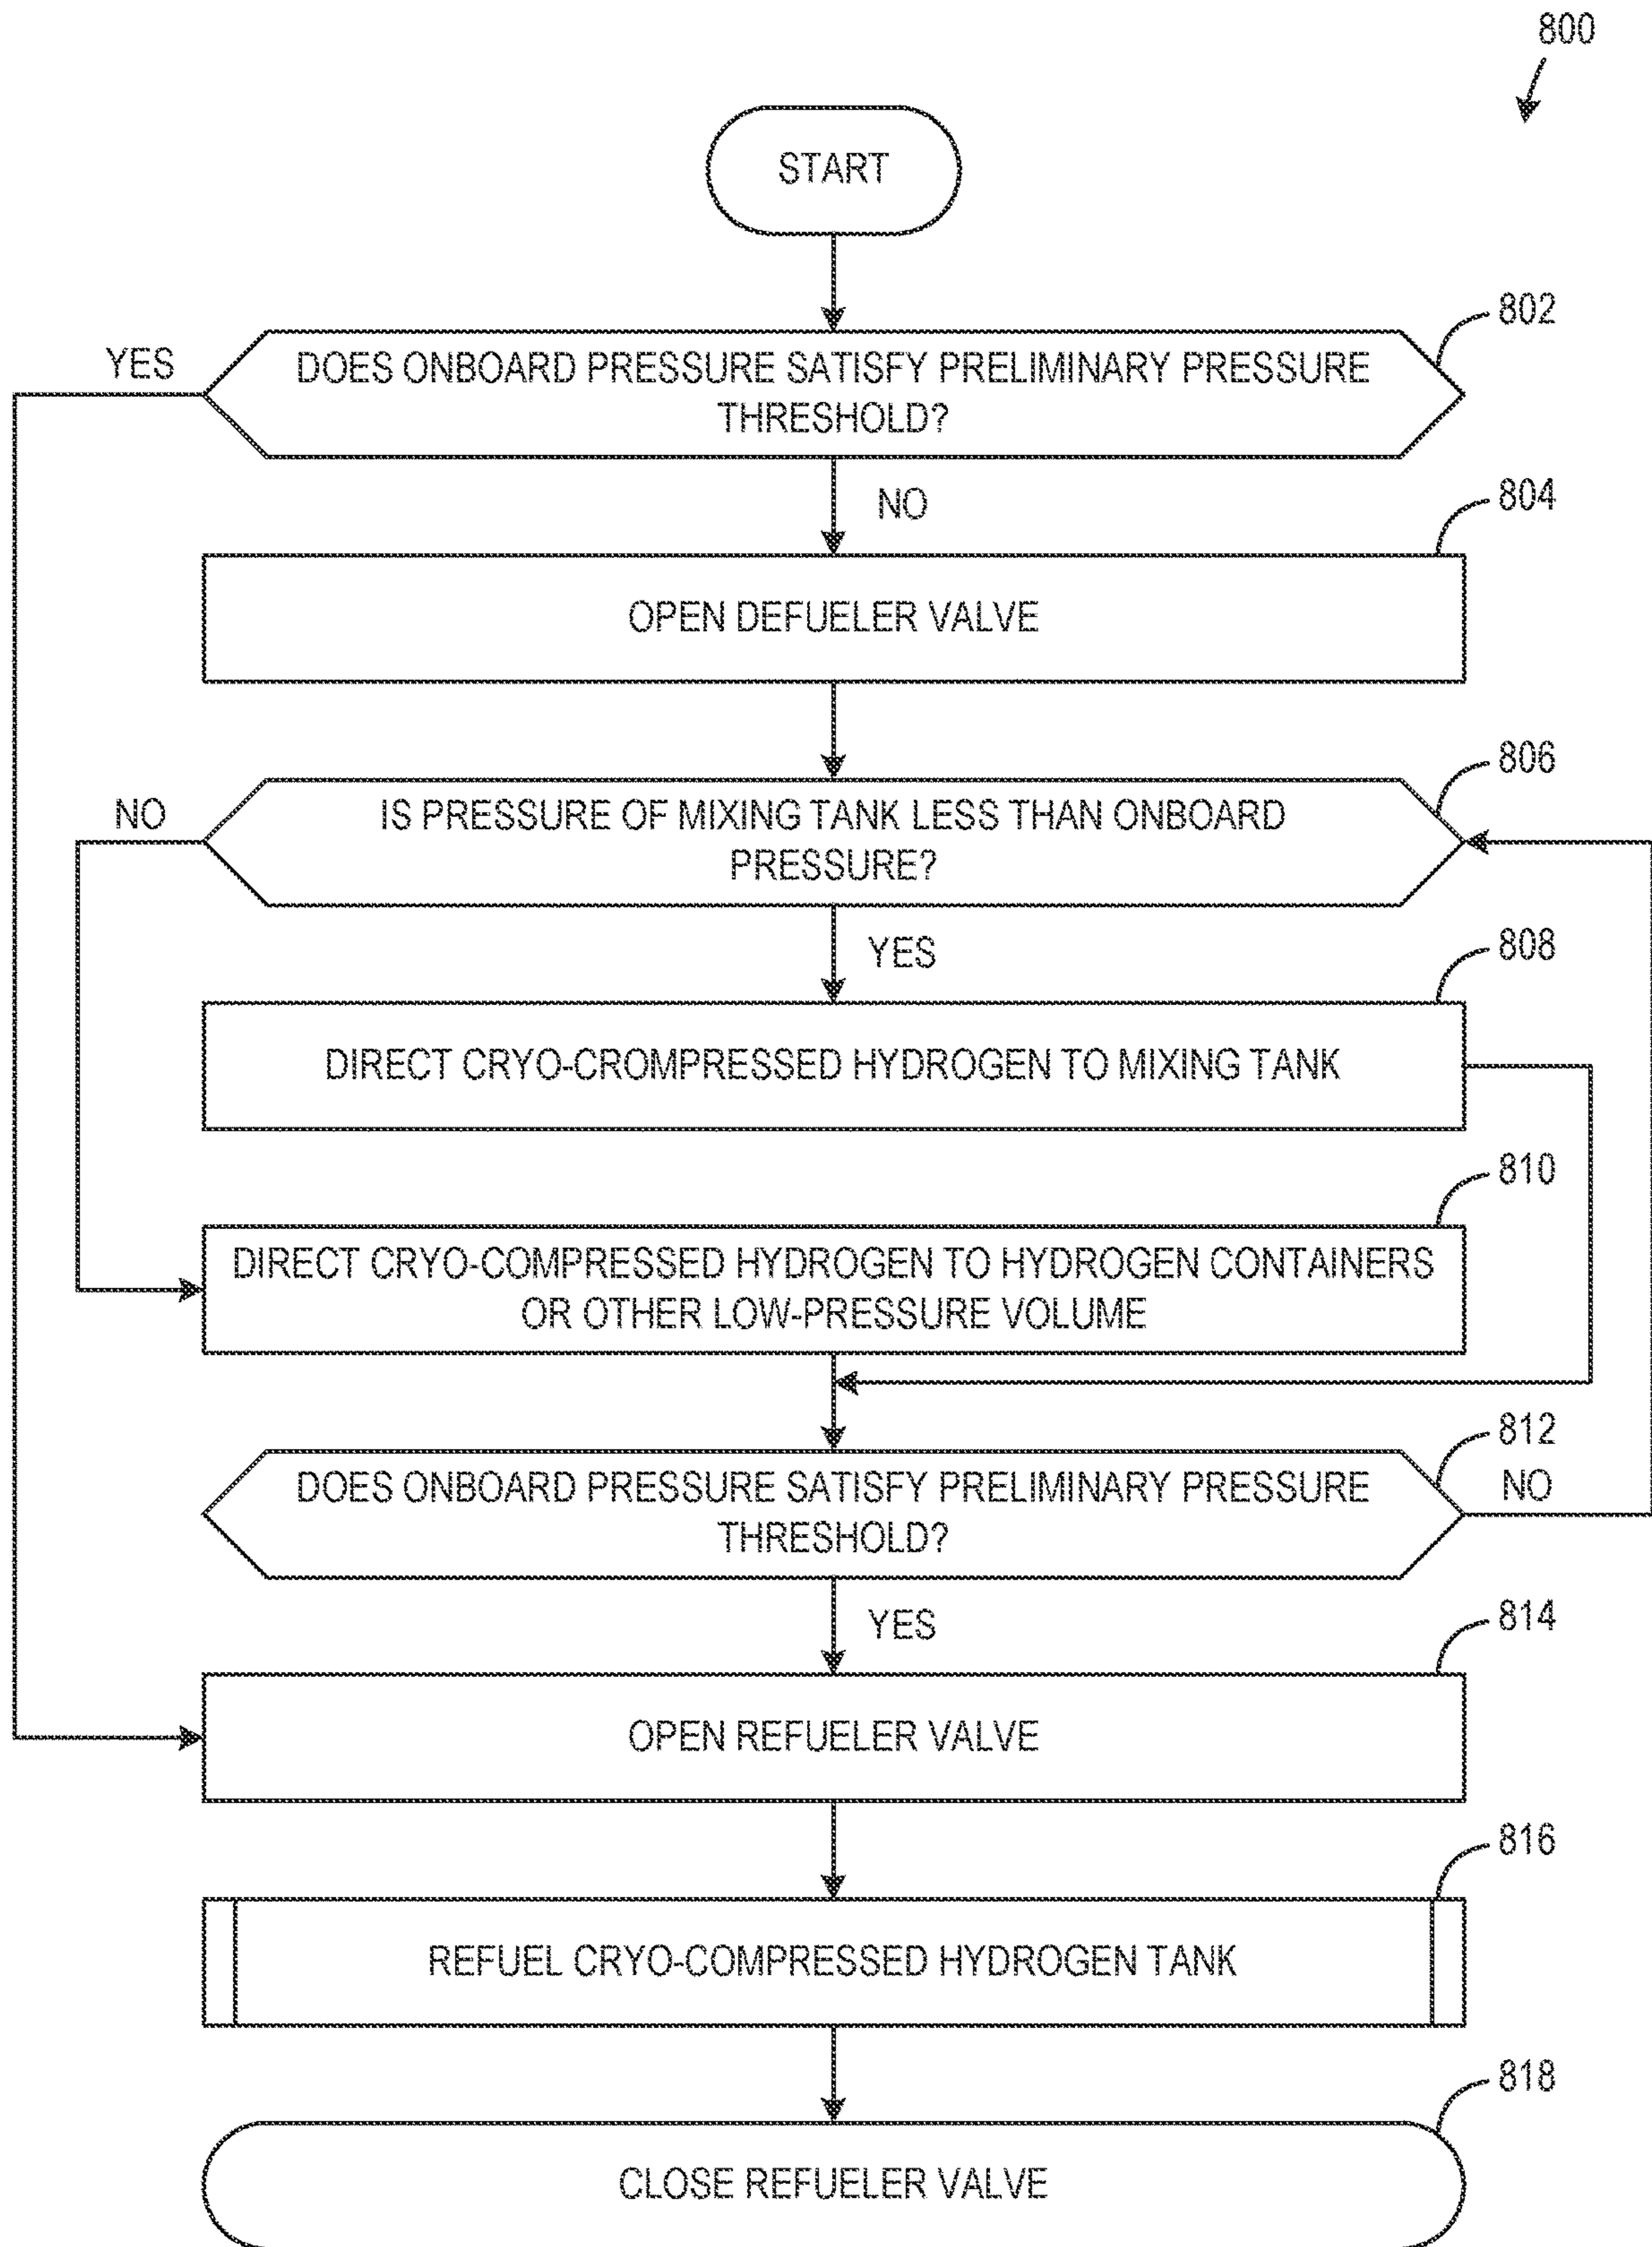 800
START
802
YES
DOES ONBOARD PRESSURE SATISFY PRELIMINARY PRESSURE
THRESHOLD?
NO
804
OPEN DEFUELER VALVE
806
NO
IS PRESSURE OF MIXING TANK LESS THAN ONBOARD
PRESSURE?
YES
808
DIRECT CRYO-CROMPRESSED HYDROGEN TO MIXING TANK
810
DIRECT CRYO-COMPRESSED HYDROGEN TO HYDROGEN CONTAINERS
OR OTHER LOW-PRESSURE VOLUME
812
DOES ONBOARD PRESSURE SATISFY PRELIMINARY PRESSURE
THRESHOLD?
NO
YES
814
OPEN REFUELER VALVE
816
REFUEL CRYO-COMPRESSED HYDROGEN TANK
818
CLOSE REFUELER VALVE